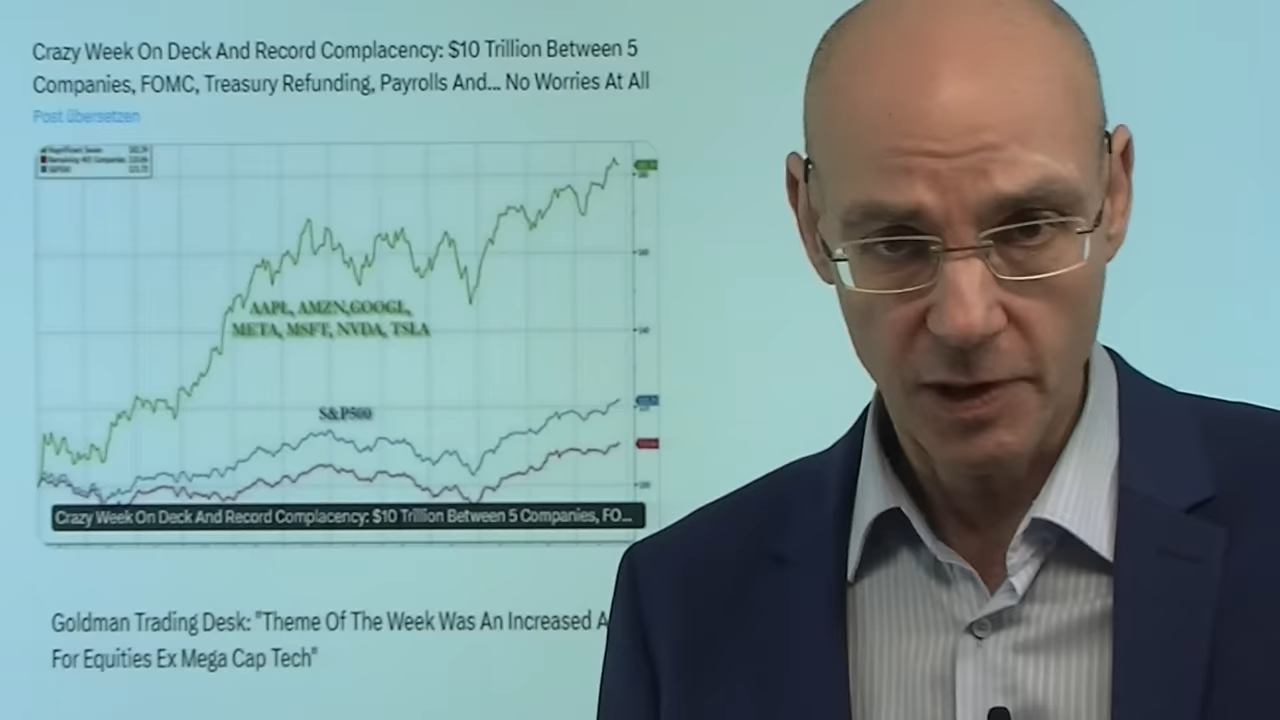 Crazy Week On Deck And Record Complacency: $10 Trillion Between 5
Companies, FOMC, Treasury Refunding, Payrolls And... No Worries At All
Post übersetzen
S&P500
AAPL, AMZN,GOOGL,
META, MSFT, NVDA, TSLA
S&P500
Crazy Week On Deck And Record Complacency: $10 Trillion Between 5 Companies, FO...
Goldman Trading Desk: "Theme Of The Week Was An Increased A
For Equities Ex Mega Cap Tech"